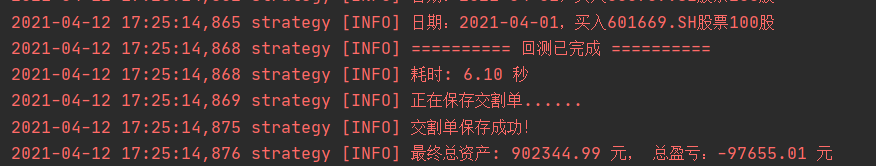 2021-04-12 17:25:14,865 strategy [INFO] 日期：2021-04-01，买入601669.SH股票100股
2021-04-12 17:25:14,868 strategy [INFO] ========== 回测已完成 ==========
2021-04-12 17:25:14,868 strategy [INFO] 耗时: 6.10 秒
2021-04-12 17:25:14,869 strategy [INFO] 正在保存交割单......
2021-04-12 17:25:14,875 strategy [INFO] 交割单保存成功!
2021-04-12 17:25:14,876 strategy [INFO] 最终总资产: 902344.99 元， 总盈亏：-97655.01 元